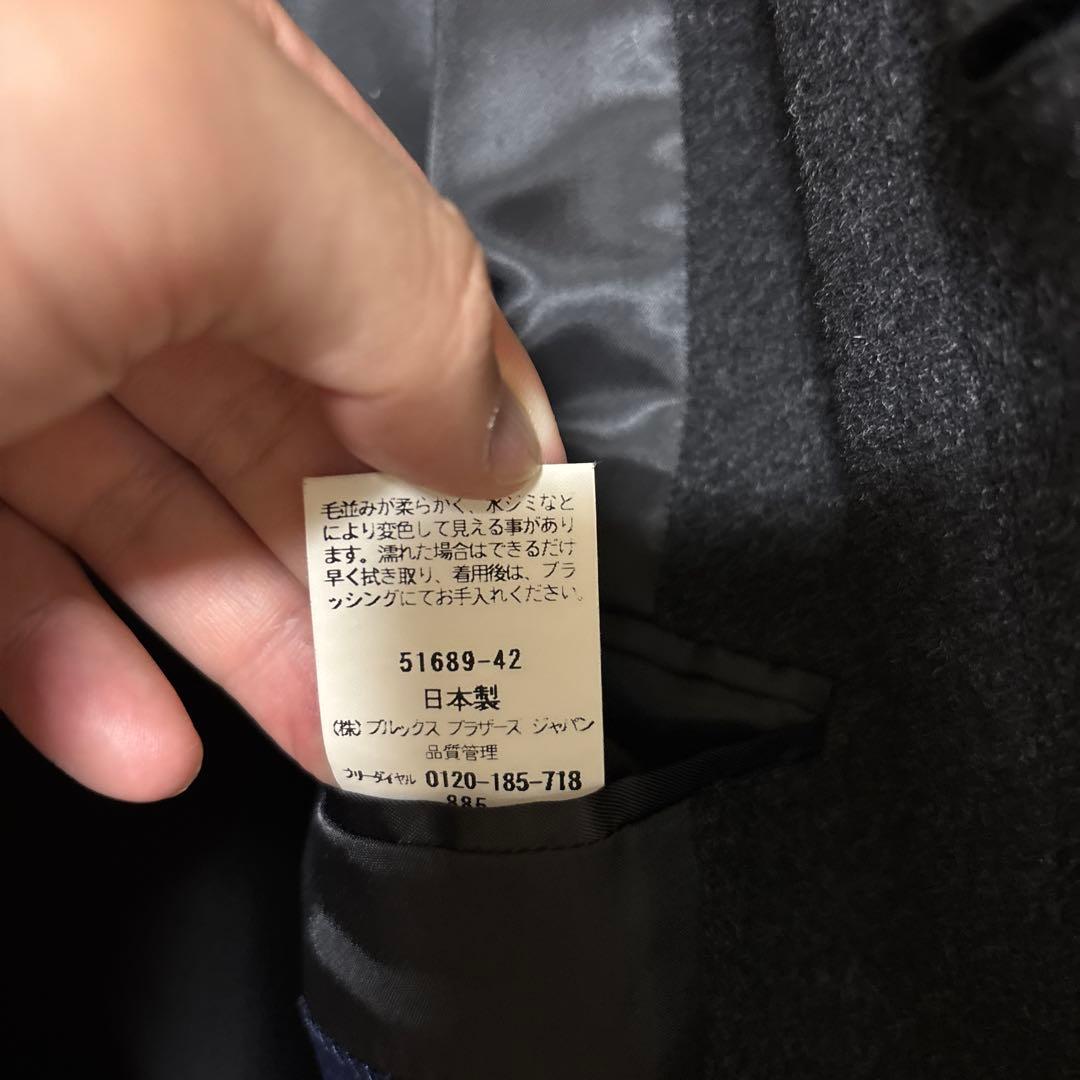 毛並みが柔らかく、水ジミなど
により変色して見える事があり
ます。濡れた場合はできるだけ
早く拭き取り、着用後は、ブラ
ッシングにてお手入れください。
51689-42
日本製
(株)ブルックス ブラザース ジャパン
品質管理
フリーダイヤル 0120-185-718
885